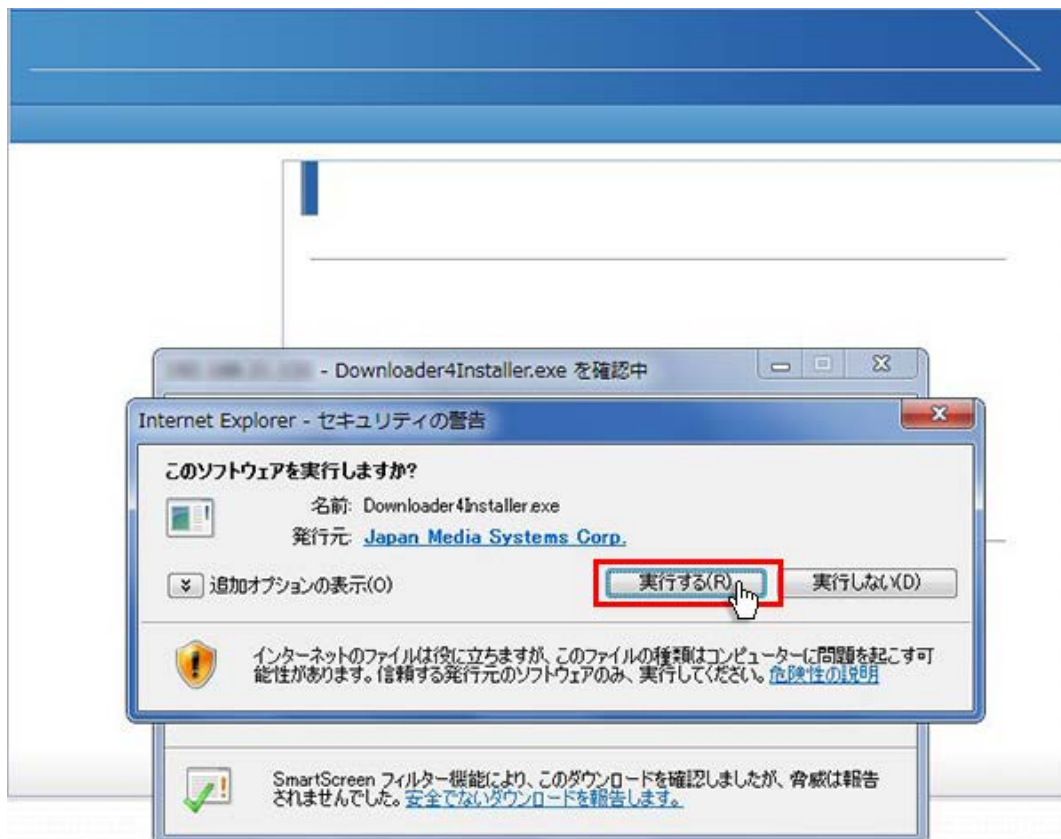 - Downloader4Installer.exe を確認中
Internet Explorer - セキュリティの警告
このソフトウェアを実行しますか?
名前: Downloader4Installer.exe
発行元: Japan Media Systems Corp.
追加オプションの表示(O)
実行する(R)
実行しない(D)
インターネットのファイルは役に立ちますが、このファイルの種類はコンピューターに問題を起こす可
能性があります。信頼する発行元のソフトウェアのみ、実行してください。危険性の説明
SmartScreen フィルター機能により、このダウンロードを確認しましたが、脅威は報告
されませんでした。安全でないダウンロードを報告します。